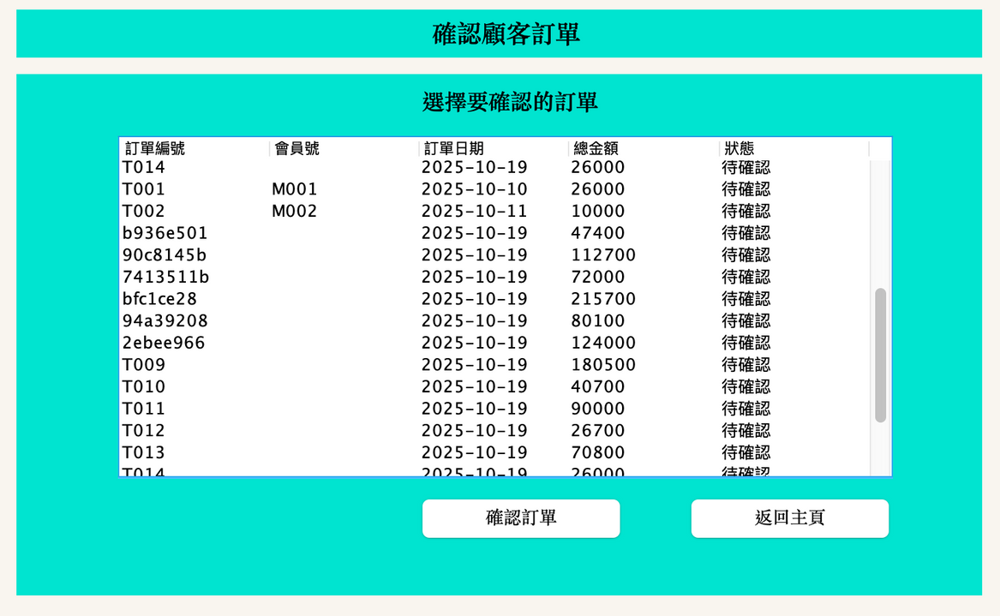 確認顧客訂單
選擇要確認的訂單
訂單編號 會員號 訂單日期 總金額 狀態
T014 2025-10-19 26000 待確認
T001 M001 2025-10-10 26000 待確認
T002 M002 2025-10-11 10000 待確認
b936e501 2025-10-19 47400 待確認
90c8145b 2025-10-19 112700 待確認
7413511b 2025-10-19 72000 待確認
bfc1ce28 2025-10-19 215700 待確認
94a39208 2025-10-19 80100 待確認
2ebee966 2025-10-19 124000 待確認
T009 2025-10-19 180500 待確認
T010 2025-10-19 40700 待確認
T011 2025-10-19 90000 待確認
T012 2025-10-19 26700 待確認
T013 2025-10-19 70800 待確認
T014 2025-10-19 26000 待確認
確認訂單 返回主頁